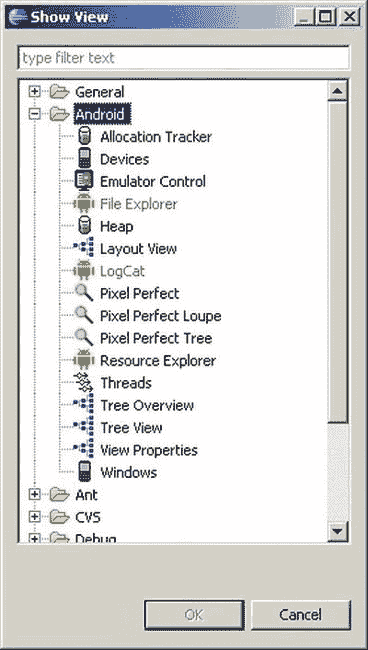 Show View
type filter text
General
Android
Allocation Tracker
Devices
Emulator Control
File Explorer
Heap
Layout View
LogCat
Pixel Perfect
Pixel Perfect Loupe
Pixel Perfect Tree
Resource Explorer
Threads
Tree Overview
Tree View
View Properties
Windows
Ant
CVS
Debug
OK
Cancel